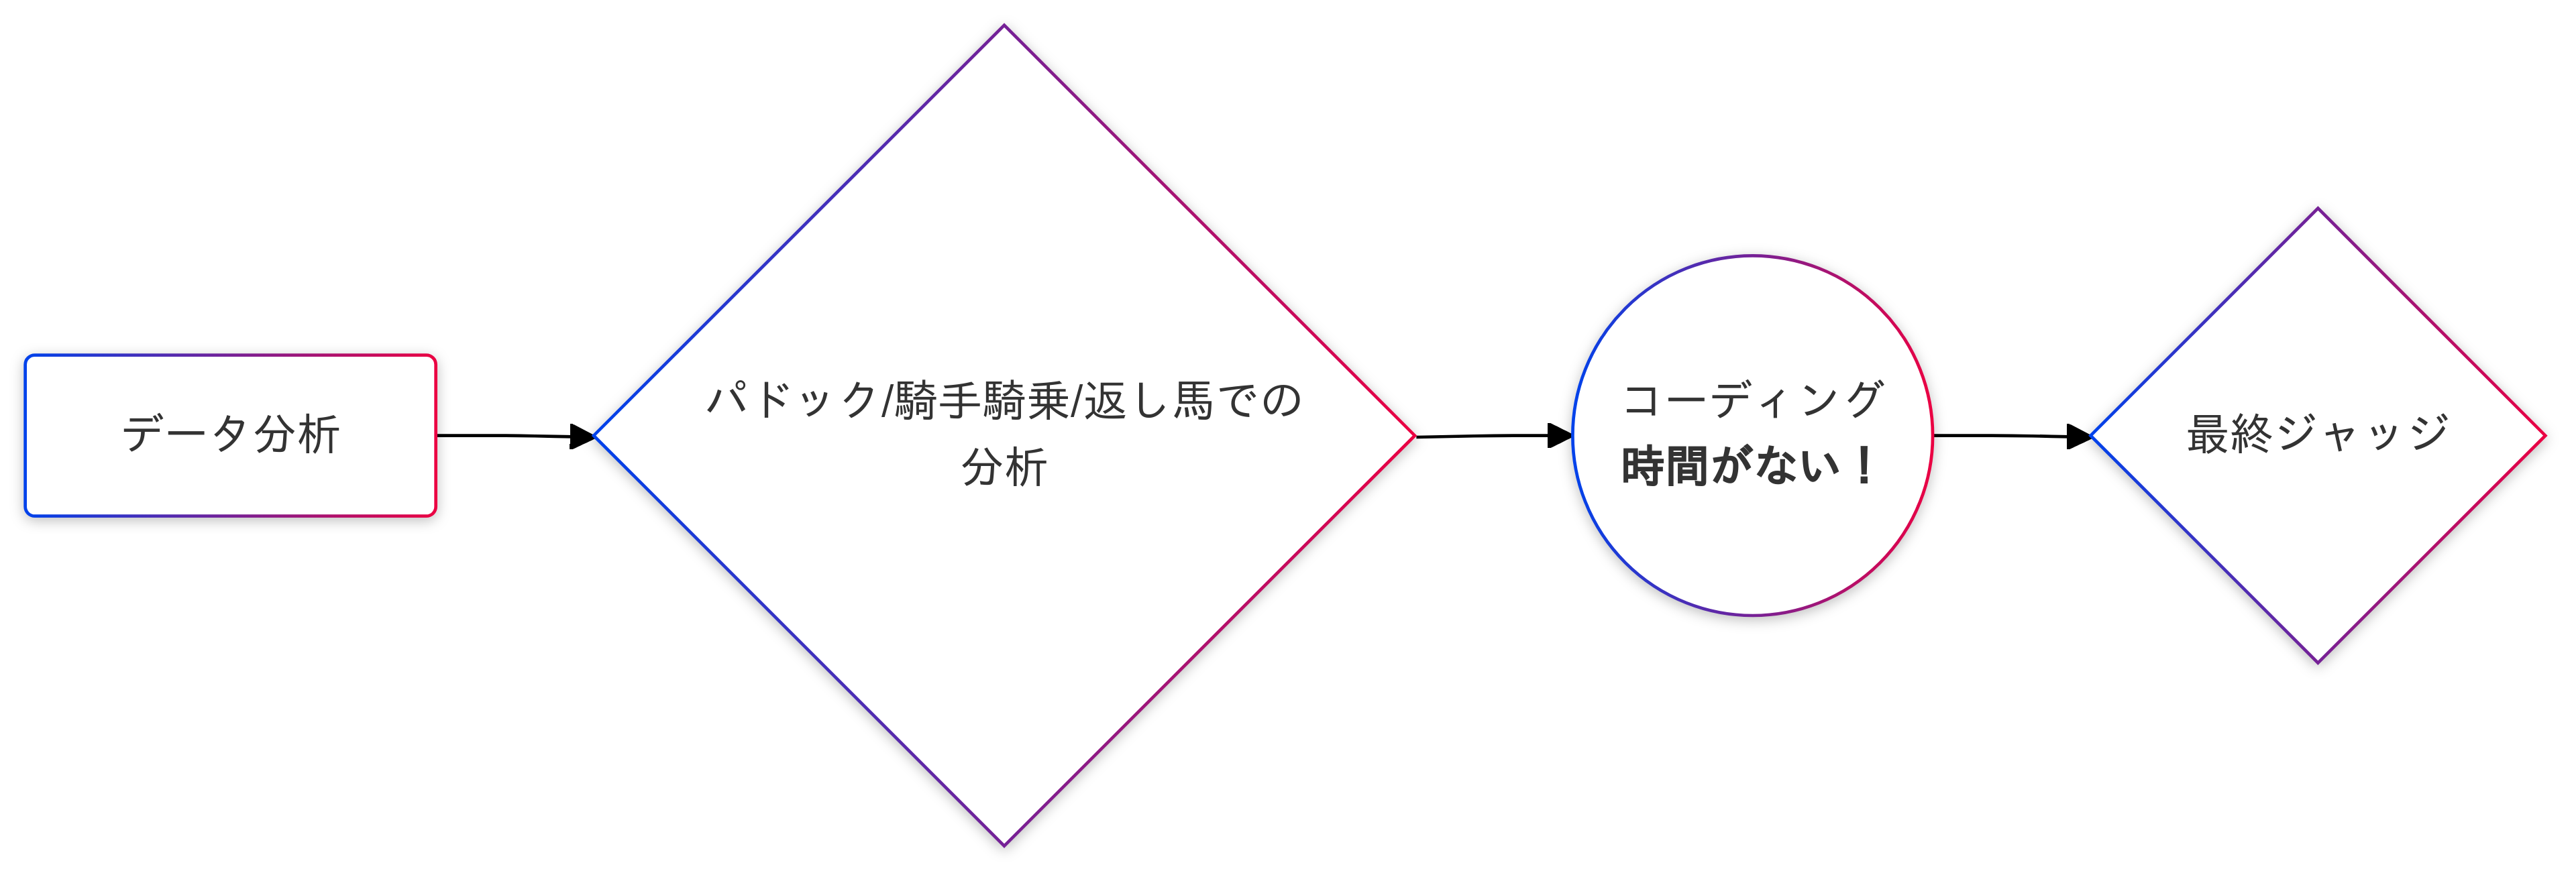 データ分析
パドック/騎手騎乗/返し馬での
分析
コーディング
時間がない！
最終ジャッジ